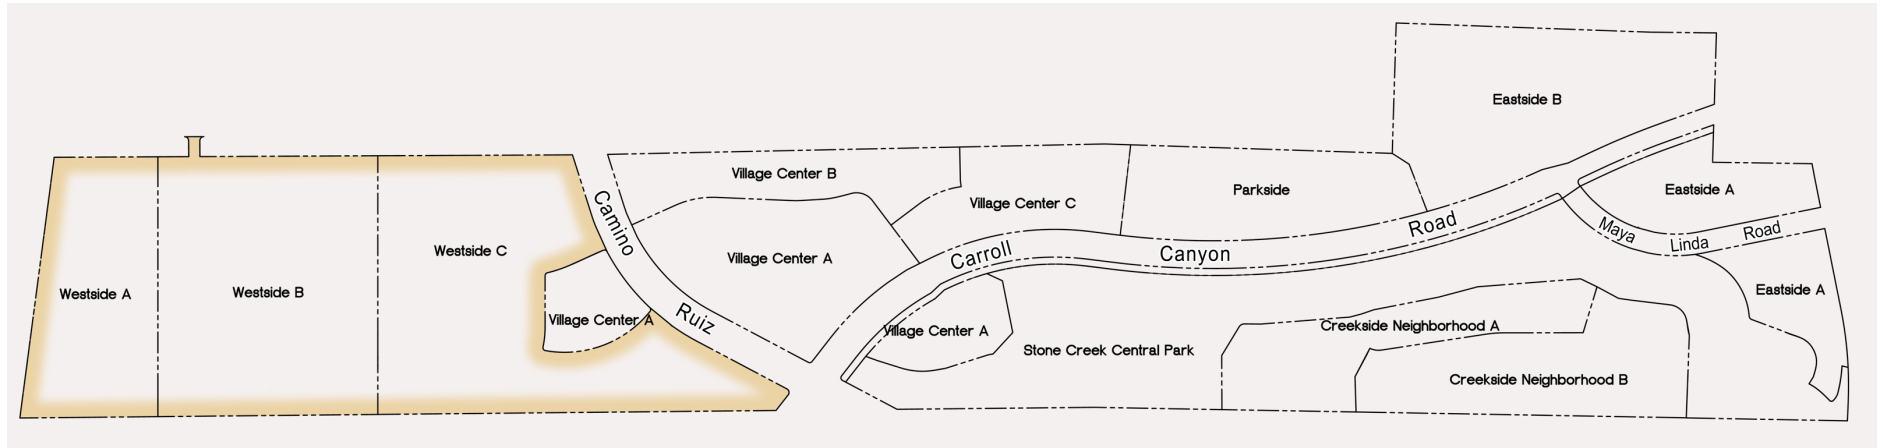 Eastside B
Village Center B
Parkside
Eastside A
Village Center C
Camino
Road
Maya
Linda
Road
Westside C
Carroll
Canyon
Village Center A
Westside A
Westside B
Eastside A
Village Center A
Ruiz
Village Center A
Creekside Neighborhood A
Stone Creek Central Park
Creekside Neighborhood B